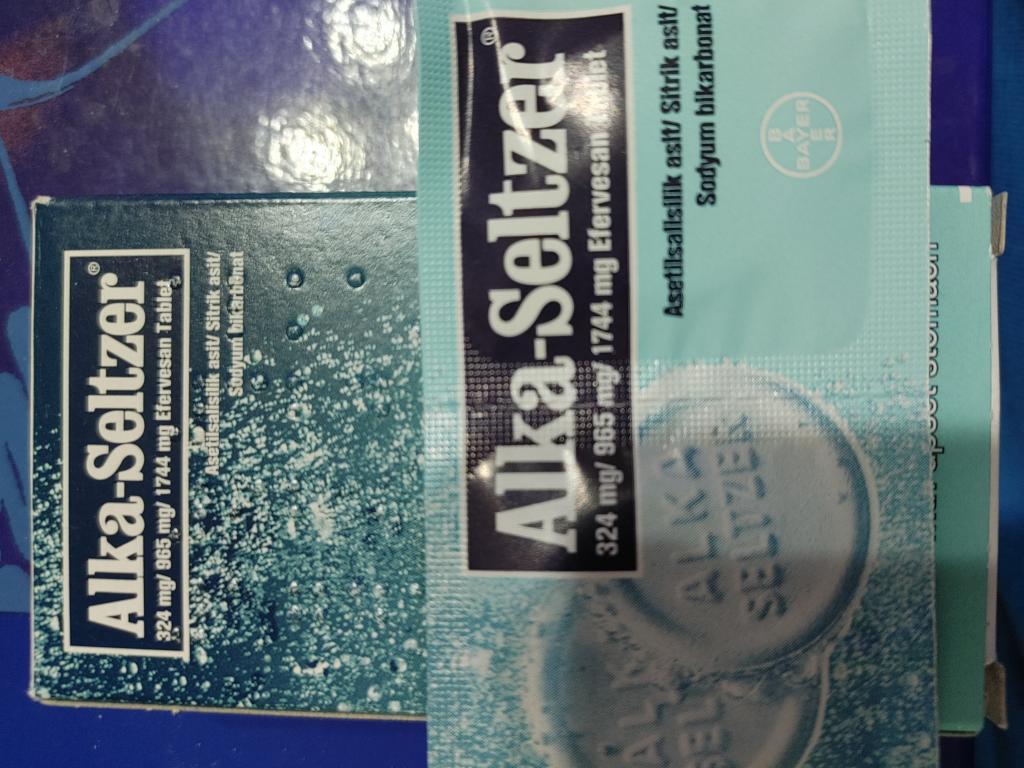 Alka-Seltzer®
324 mg/ 965 mg/ 1744 mg Efervesan Tablet
Asetilsalisilik asit/ Sitrik asit/
Sodyum bikarbonat
Alka-Seltzer®
324 mg/ 965 mg/ 1744 mg Efervesan Tablet
Asetilsalisilik asit/ Sitrik asit/
Sodyum bikarbonat
BAYER
BAYER
ALKA
SELTZER